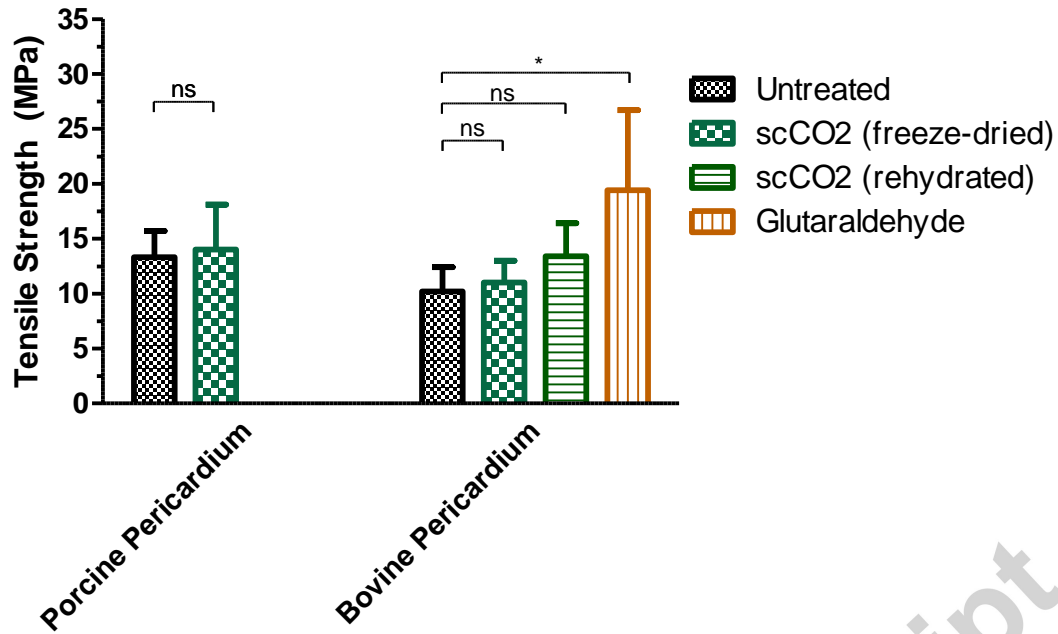 Tensile Strength (MPa)
35
30
25
20
15
10
5
0
ns
ns
ns
*
Porcine Pericardium
Bovine Pericardium
Untreated
scCO2 (freeze-dried)
scCO2 (rehydrated)
Glutaraldehyde
ipt